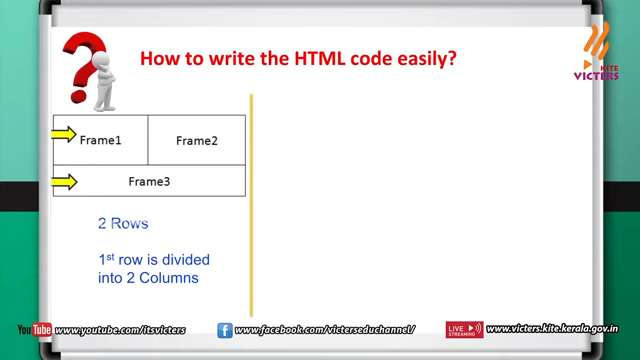 How to write the HTML code easily?
KITE
VICTERS
Frame1
Frame2
Frame3
2 Rows
1st row is divided
into 2 Columns
YouTube www.youtube.com/itsvicters
f www.facebook.com/victerseduchannel/
LIVE STREAMING www.victers.kite.kerala.gov.in